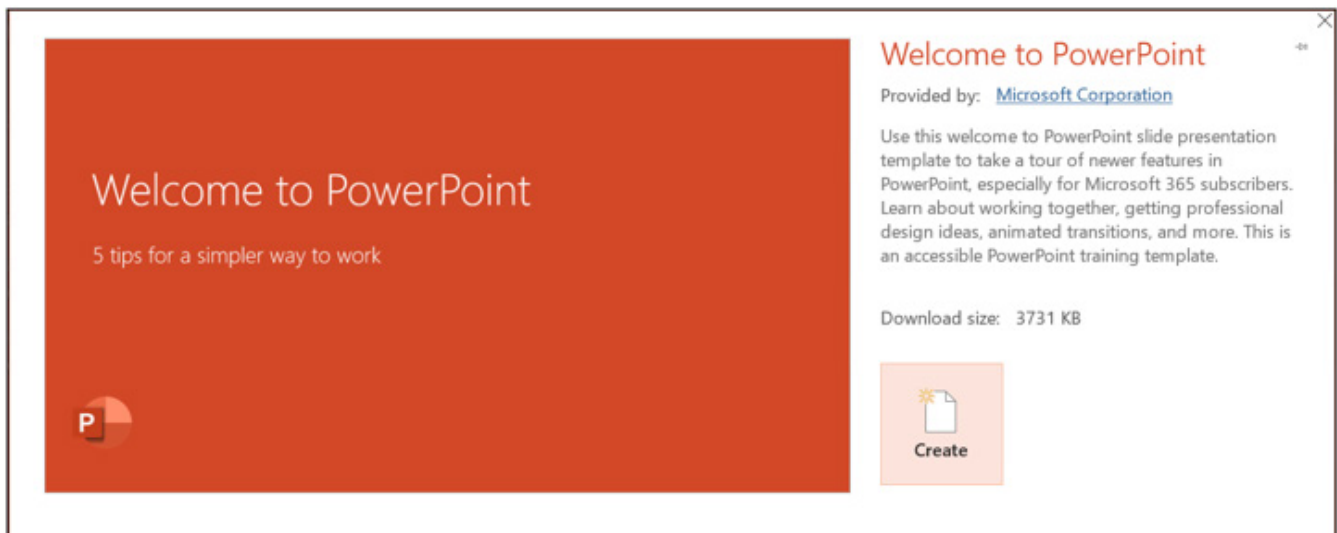 Welcome to PowerPoint
5 tips for a simpler way to work
P
Welcome to PowerPoint
Provided by: Microsoft Corporation
Use this welcome to PowerPoint slide presentation
template to take a tour of newer features in
PowerPoint, especially for Microsoft 365 subscribers.
Learn about working together, getting professional
design ideas, animated transitions, and more. This is
an accessible PowerPoint training template.
Download size: 3731 KB
Create